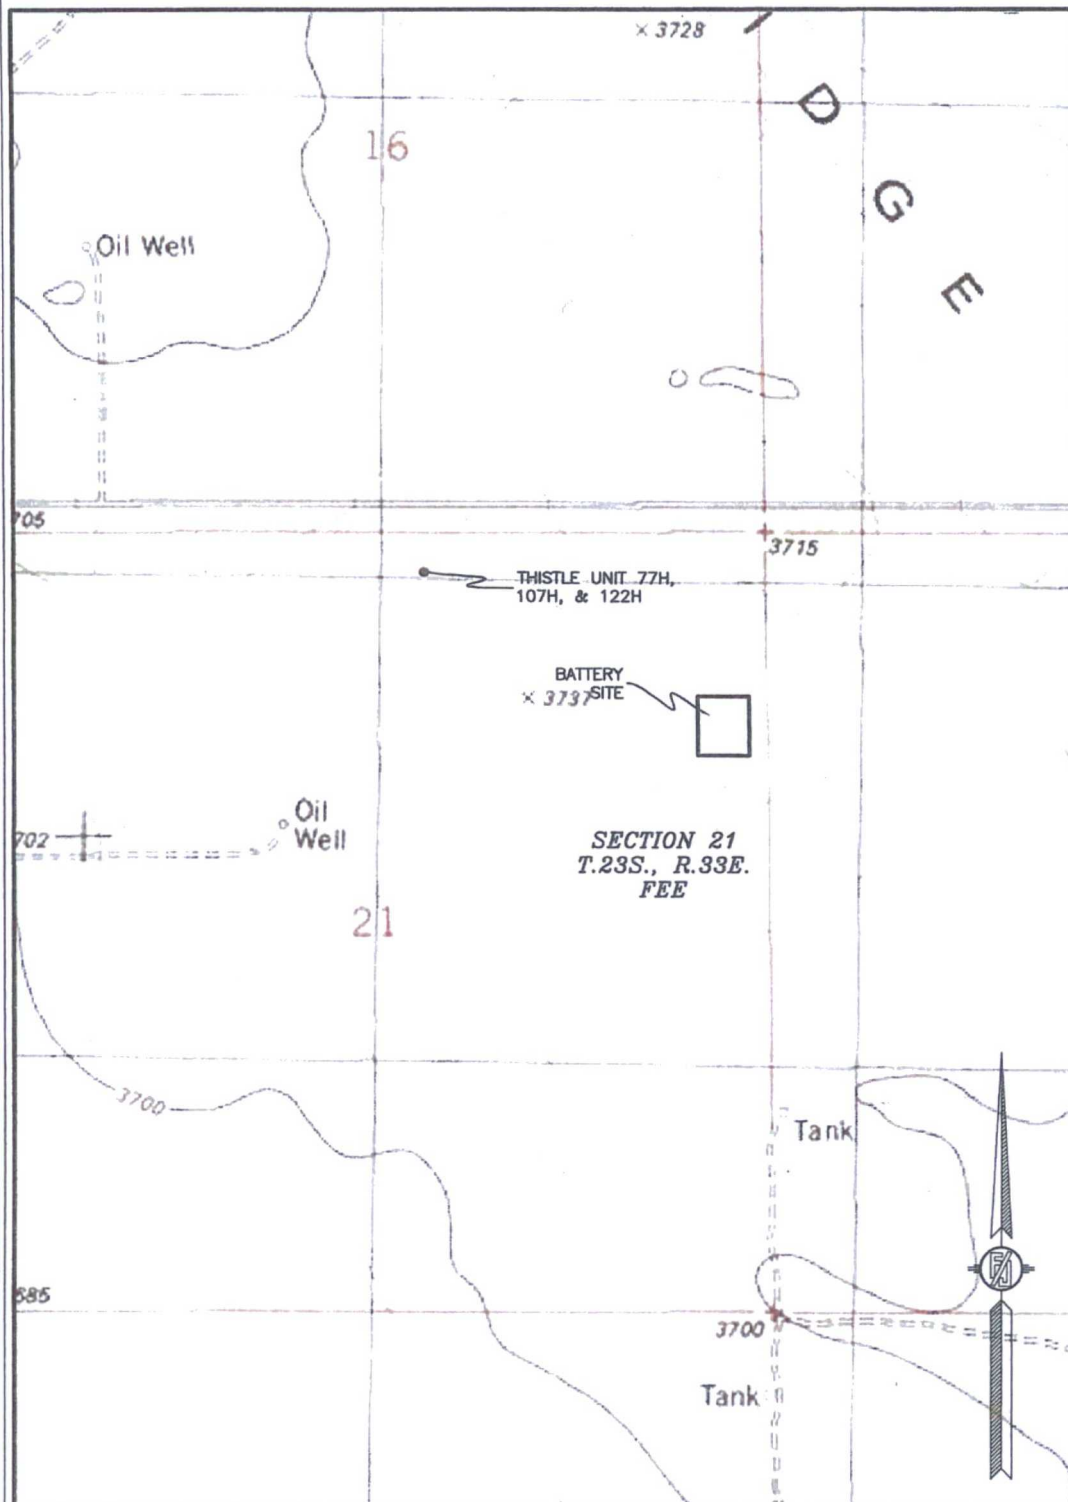 × 3728
D
G
E
16
Oil Well
705
3715
THISTLE UNIT 77H,
107H, & 122H
BATTERY
SITE
× 3737
Oil
Well
702
SECTION 21
T.23S., R.33E.
FEE
21
3700
Tank
685
3700
Tank